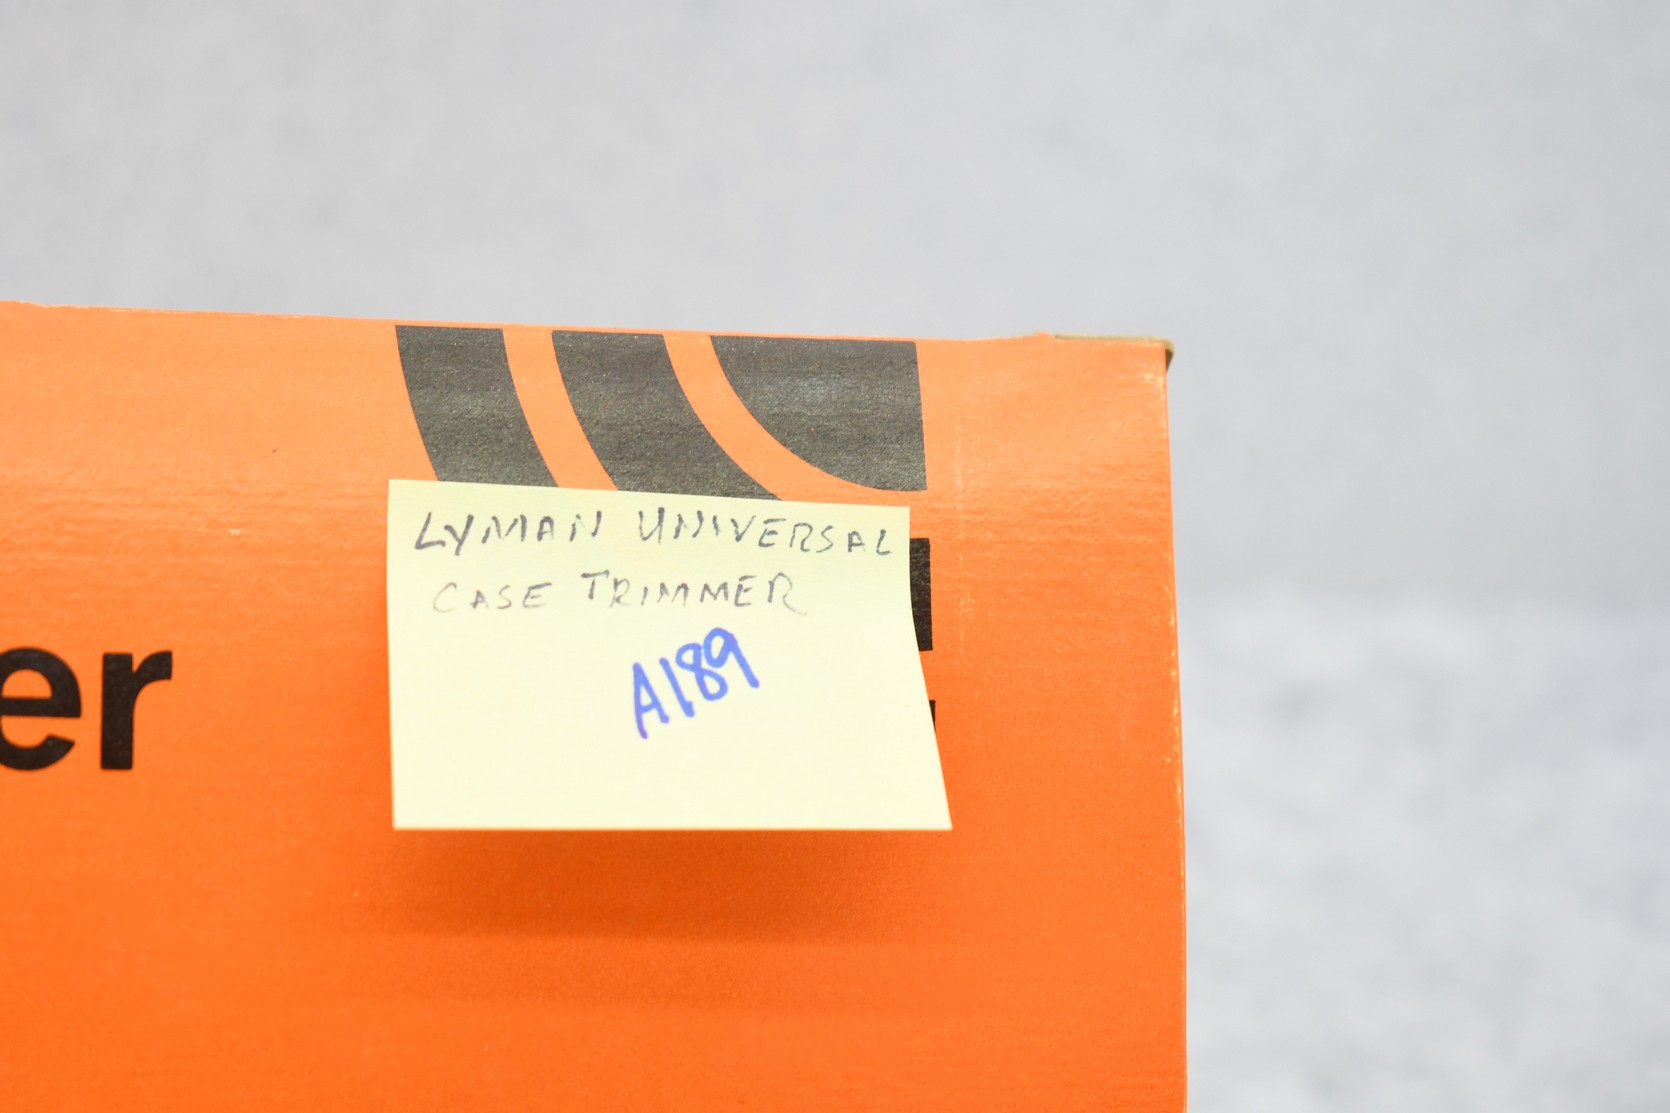 LYMAN UNIVERSAL
CASE TRIMMER
A189
er